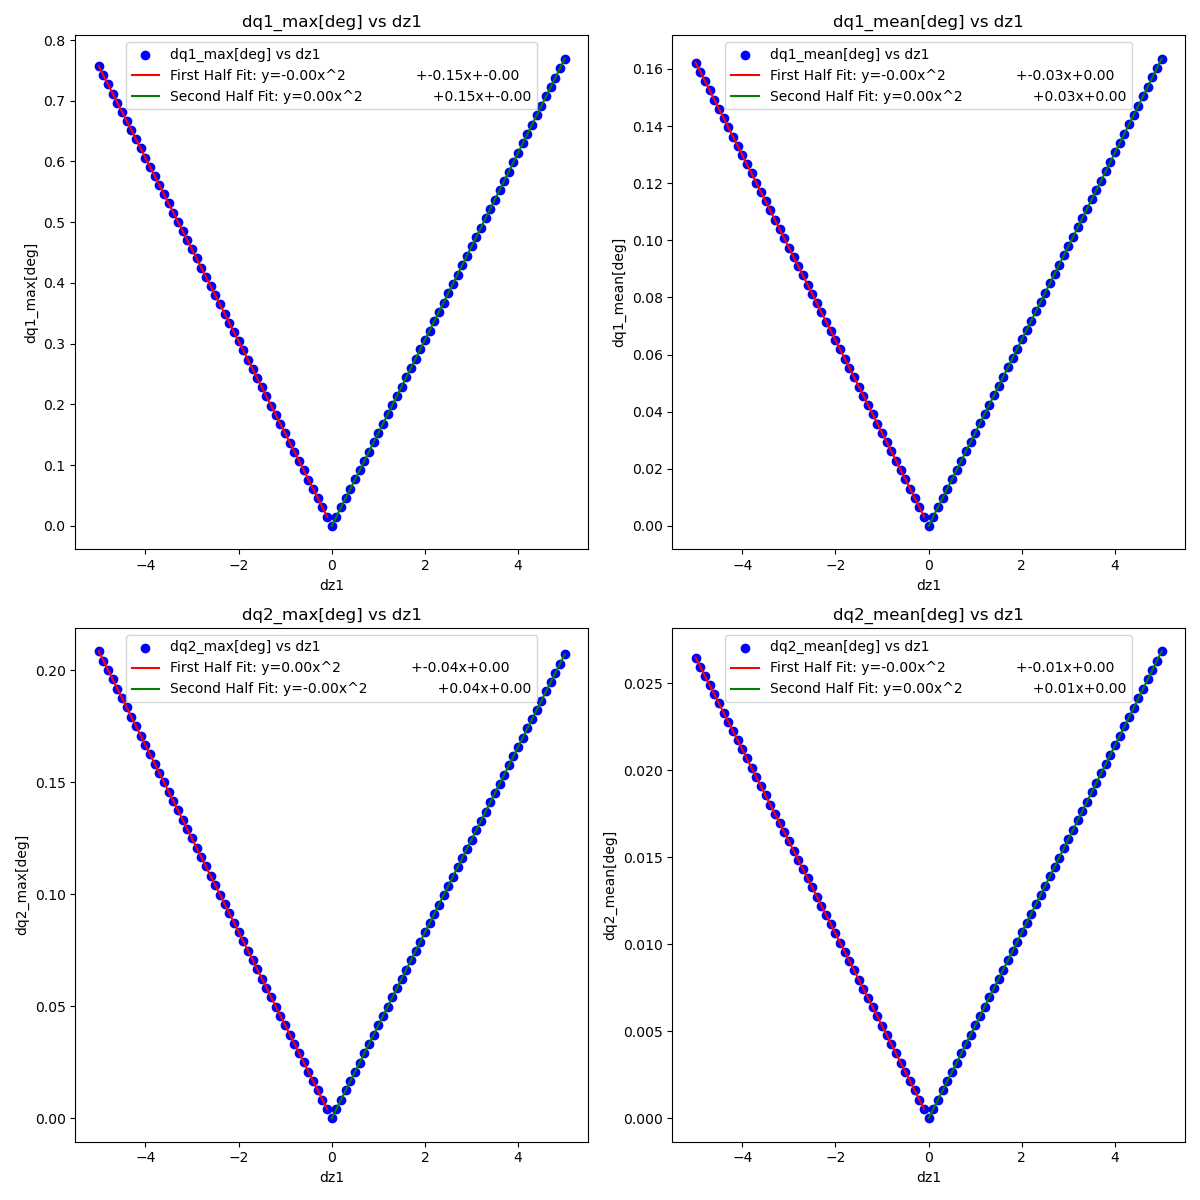 dq1_max[deg] vs dz1
dq1_max[deg] vs dz1
First Half Fit: y=-0.00x^2 +-0.15x+-0.00
Second Half Fit: y=0.00x^2 +0.15x+-0.00
0.8
0.7
0.6
0.5
0.4
0.3
0.2
0.1
0.0
dq1_max[deg]
−4 −2 0 2 4
dz1
dq1_mean[deg] vs dz1
dq1_mean[deg] vs dz1
First Half Fit: y=-0.00x^2 +-0.03x+0.00
Second Half Fit: y=0.00x^2 +0.03x+0.00
0.16
0.14
0.12
0.10
0.08
0.06
0.04
0.02
0.00
dq1_mean[deg]
−4 −2 0 2 4
dz1
dq2_max[deg] vs dz1
dq2_max[deg] vs dz1
First Half Fit: y=0.00x^2 +-0.04x+0.00
Second Half Fit: y=-0.00x^2 +0.04x+0.00
0.20
0.15
0.10
0.05
0.00
dq2_max[deg]
−4 −2 0 2 4
dz1
dq2_mean[deg] vs dz1
dq2_mean[deg] vs dz1
First Half Fit: y=-0.00x^2 +-0.01x+0.00
Second Half Fit: y=0.00x^2 +0.01x+0.00
0.025
0.020
0.015
0.010
0.005
0.000
dq2_mean[deg]
−4 −2 0 2 4
dz1